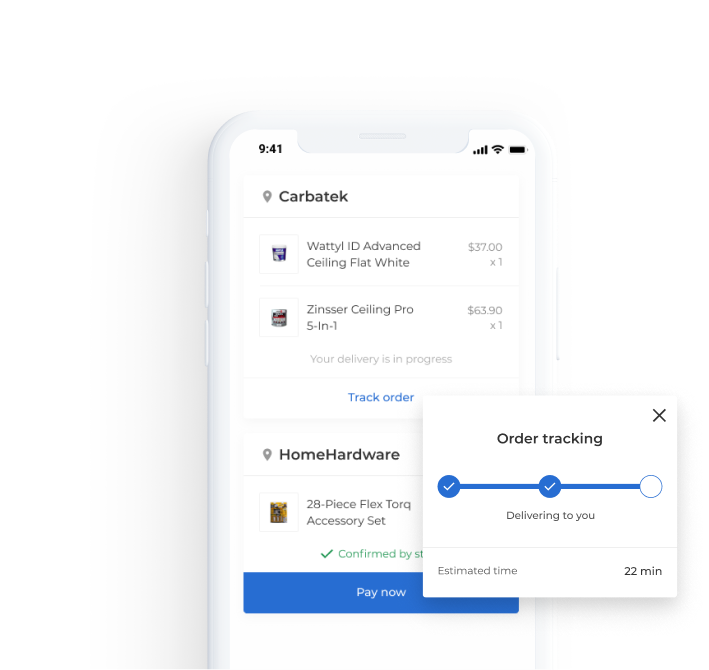 9:41
Carbatek
Wattyl ID Advanced
Ceiling Flat White
$37.00
x 1
Zinsser Ceiling Pro
5-In-1
$63.90
x 1
Your delivery is in progress
Track order
HomeHardware
28-Piece Flex Torq
Accessory Set
Confirmed by st
Pay now
Order tracking
Delivering to you
Estimated time
22 min